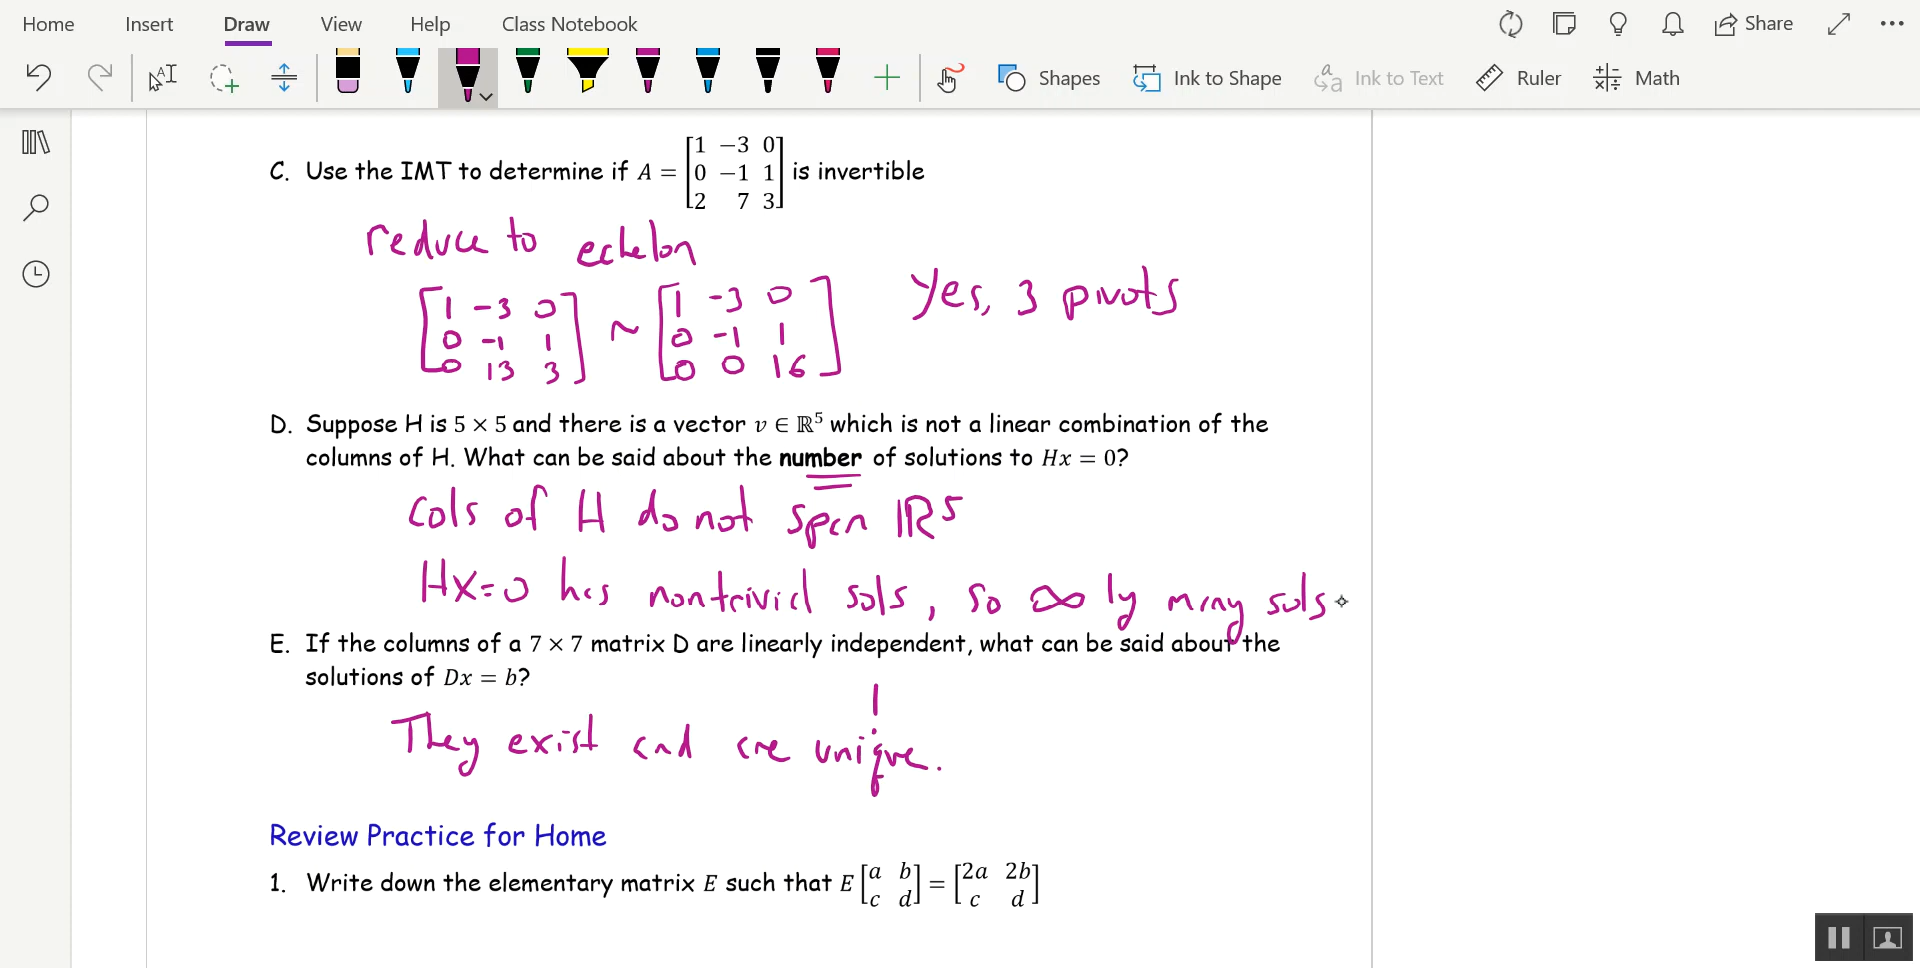 Home Insert Draw View Help Class Notebook Share
Shapes Ink to Shape Ink to Text Ruler Math
C. Use the IMT to determine if A = [1 −3 0] is invertible
[0 −1 1]
[2 7 3]
reduce to echelon
[1 -3 0] ~ [1 -3 0] Yes, 3 pivots
[0 -1 1] [0 -1 1]
[0 13 3] [0 0 16]
D. Suppose H is 5 × 5 and there is a vector v ∈ ℝ⁵ which is not a linear combination of the
columns of H. What can be said about the number of solutions to Hx = 0?
cols of H do not span ℝ⁵
Hx=0 has nontrivial sols, so ∞ly many sols
E. If the columns of a 7 × 7 matrix D are linearly independent, what can be said about the
solutions of Dx = b?
They exist and are unique.
Review Practice for Home
1. Write down the elementary matrix E such that E [a b] = [2a 2b]
[c d] [c d]